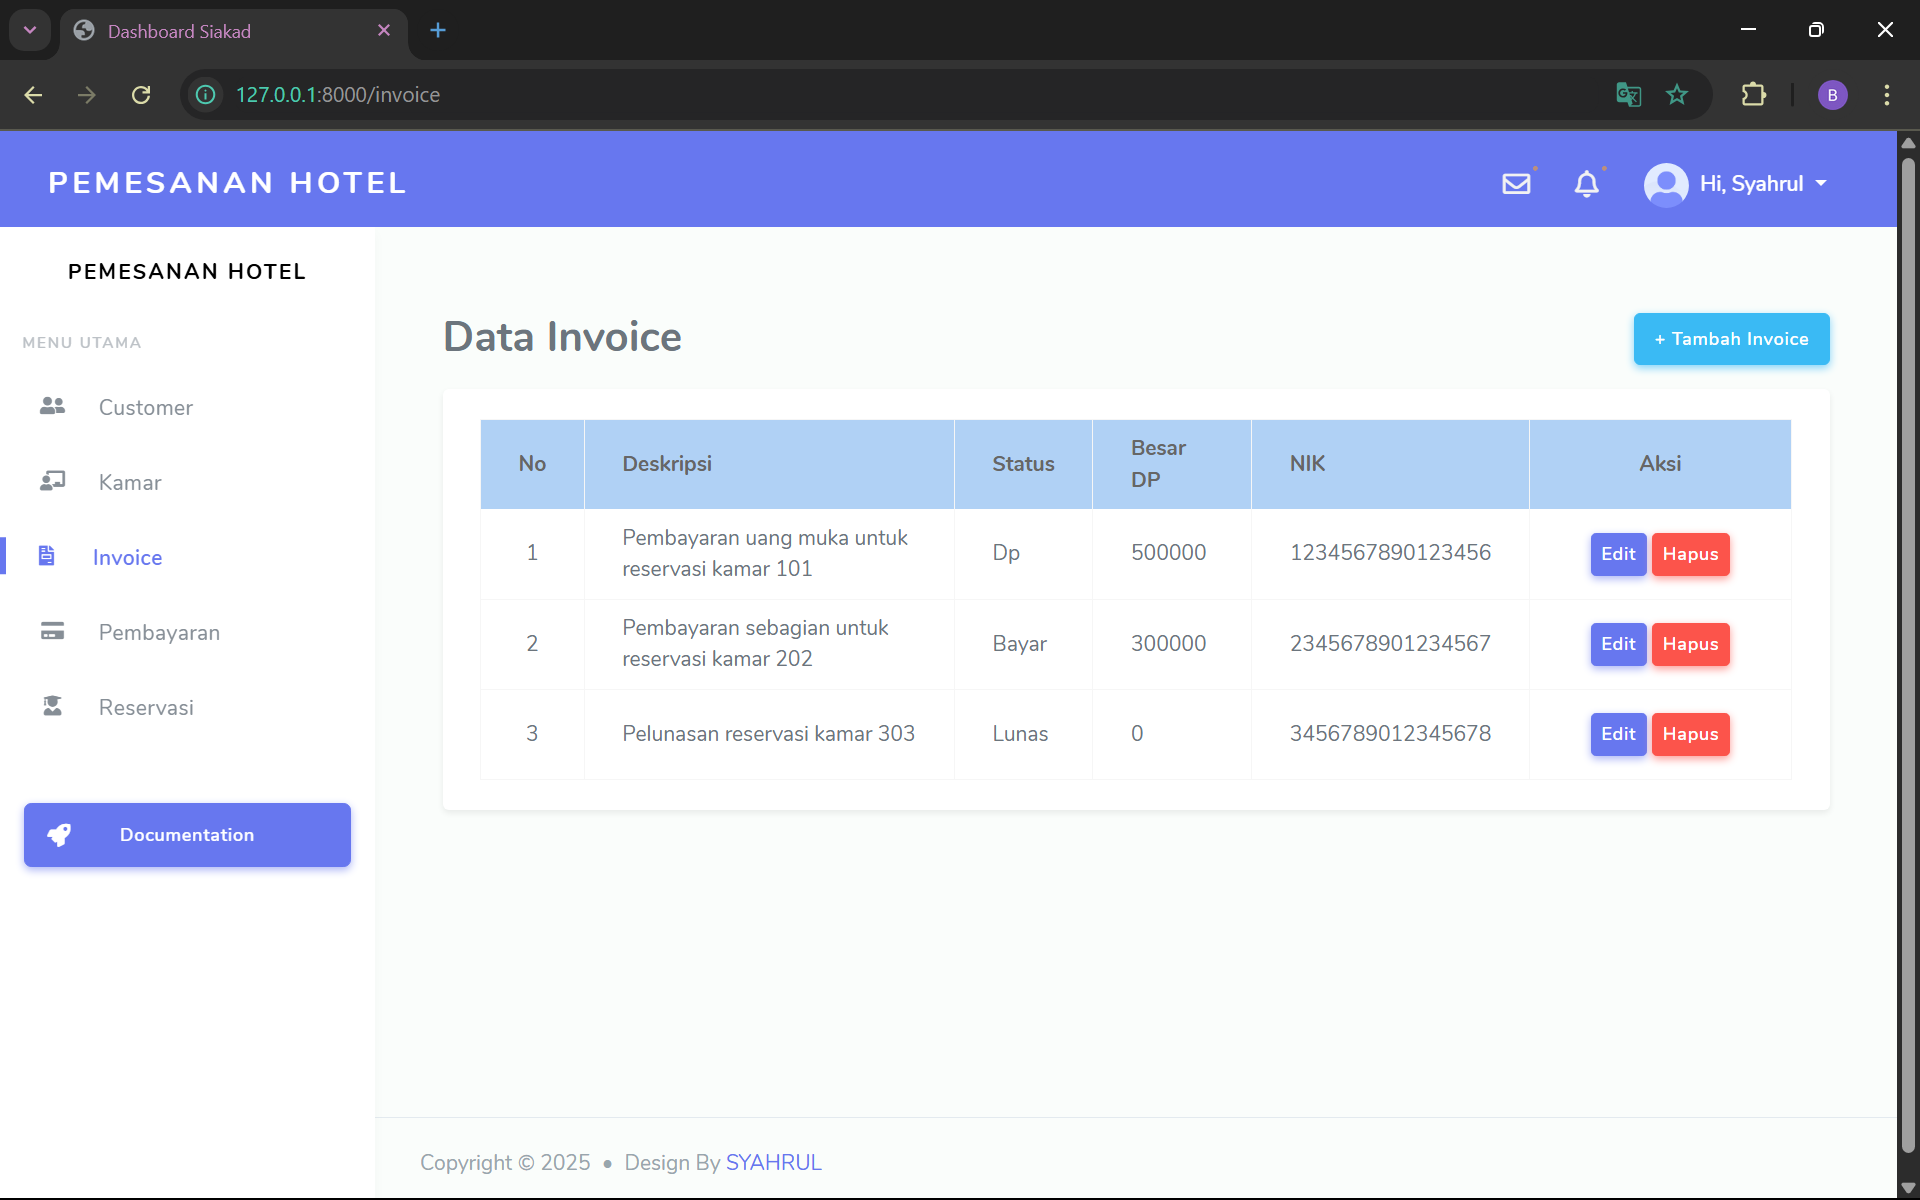 Dashboard Siakad
127.0.0.1:8000/invoice
B
PEMESANAN HOTEL
Hi, Syahrul
PEMESANAN HOTEL
MENU UTAMA
Customer
Kamar
Invoice
Pembayaran
Reservasi
Documentation
Data Invoice
+ Tambah Invoice
No Deskripsi Status Besar DP NIK Aksi
1 Pembayaran uang muka untuk reservasi kamar 101 Dp 500000 1234567890123456 Edit Hapus
2 Pembayaran sebagian untuk reservasi kamar 202 Bayar 300000 2345678901234567 Edit Hapus
3 Pelunasan reservasi kamar 303 Lunas 0 3456789012345678 Edit Hapus
Copyright © 2025 • Design By SYAHRUL